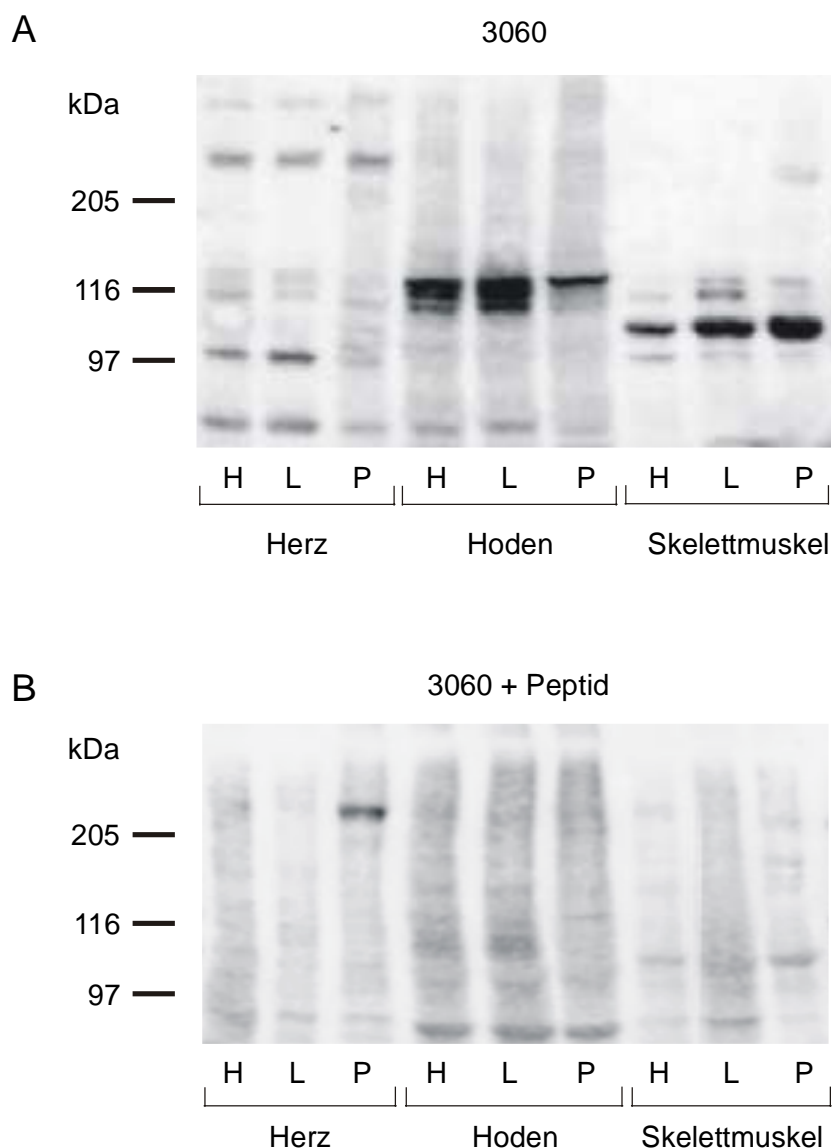 A
3060
kDa
205
116
97
H L P H L P H L P
Herz Hoden Skelettmuskel
B
3060 + Peptid
kDa
205
116
97
H L P H L P H L P
Herz Hoden Skelettmuskel